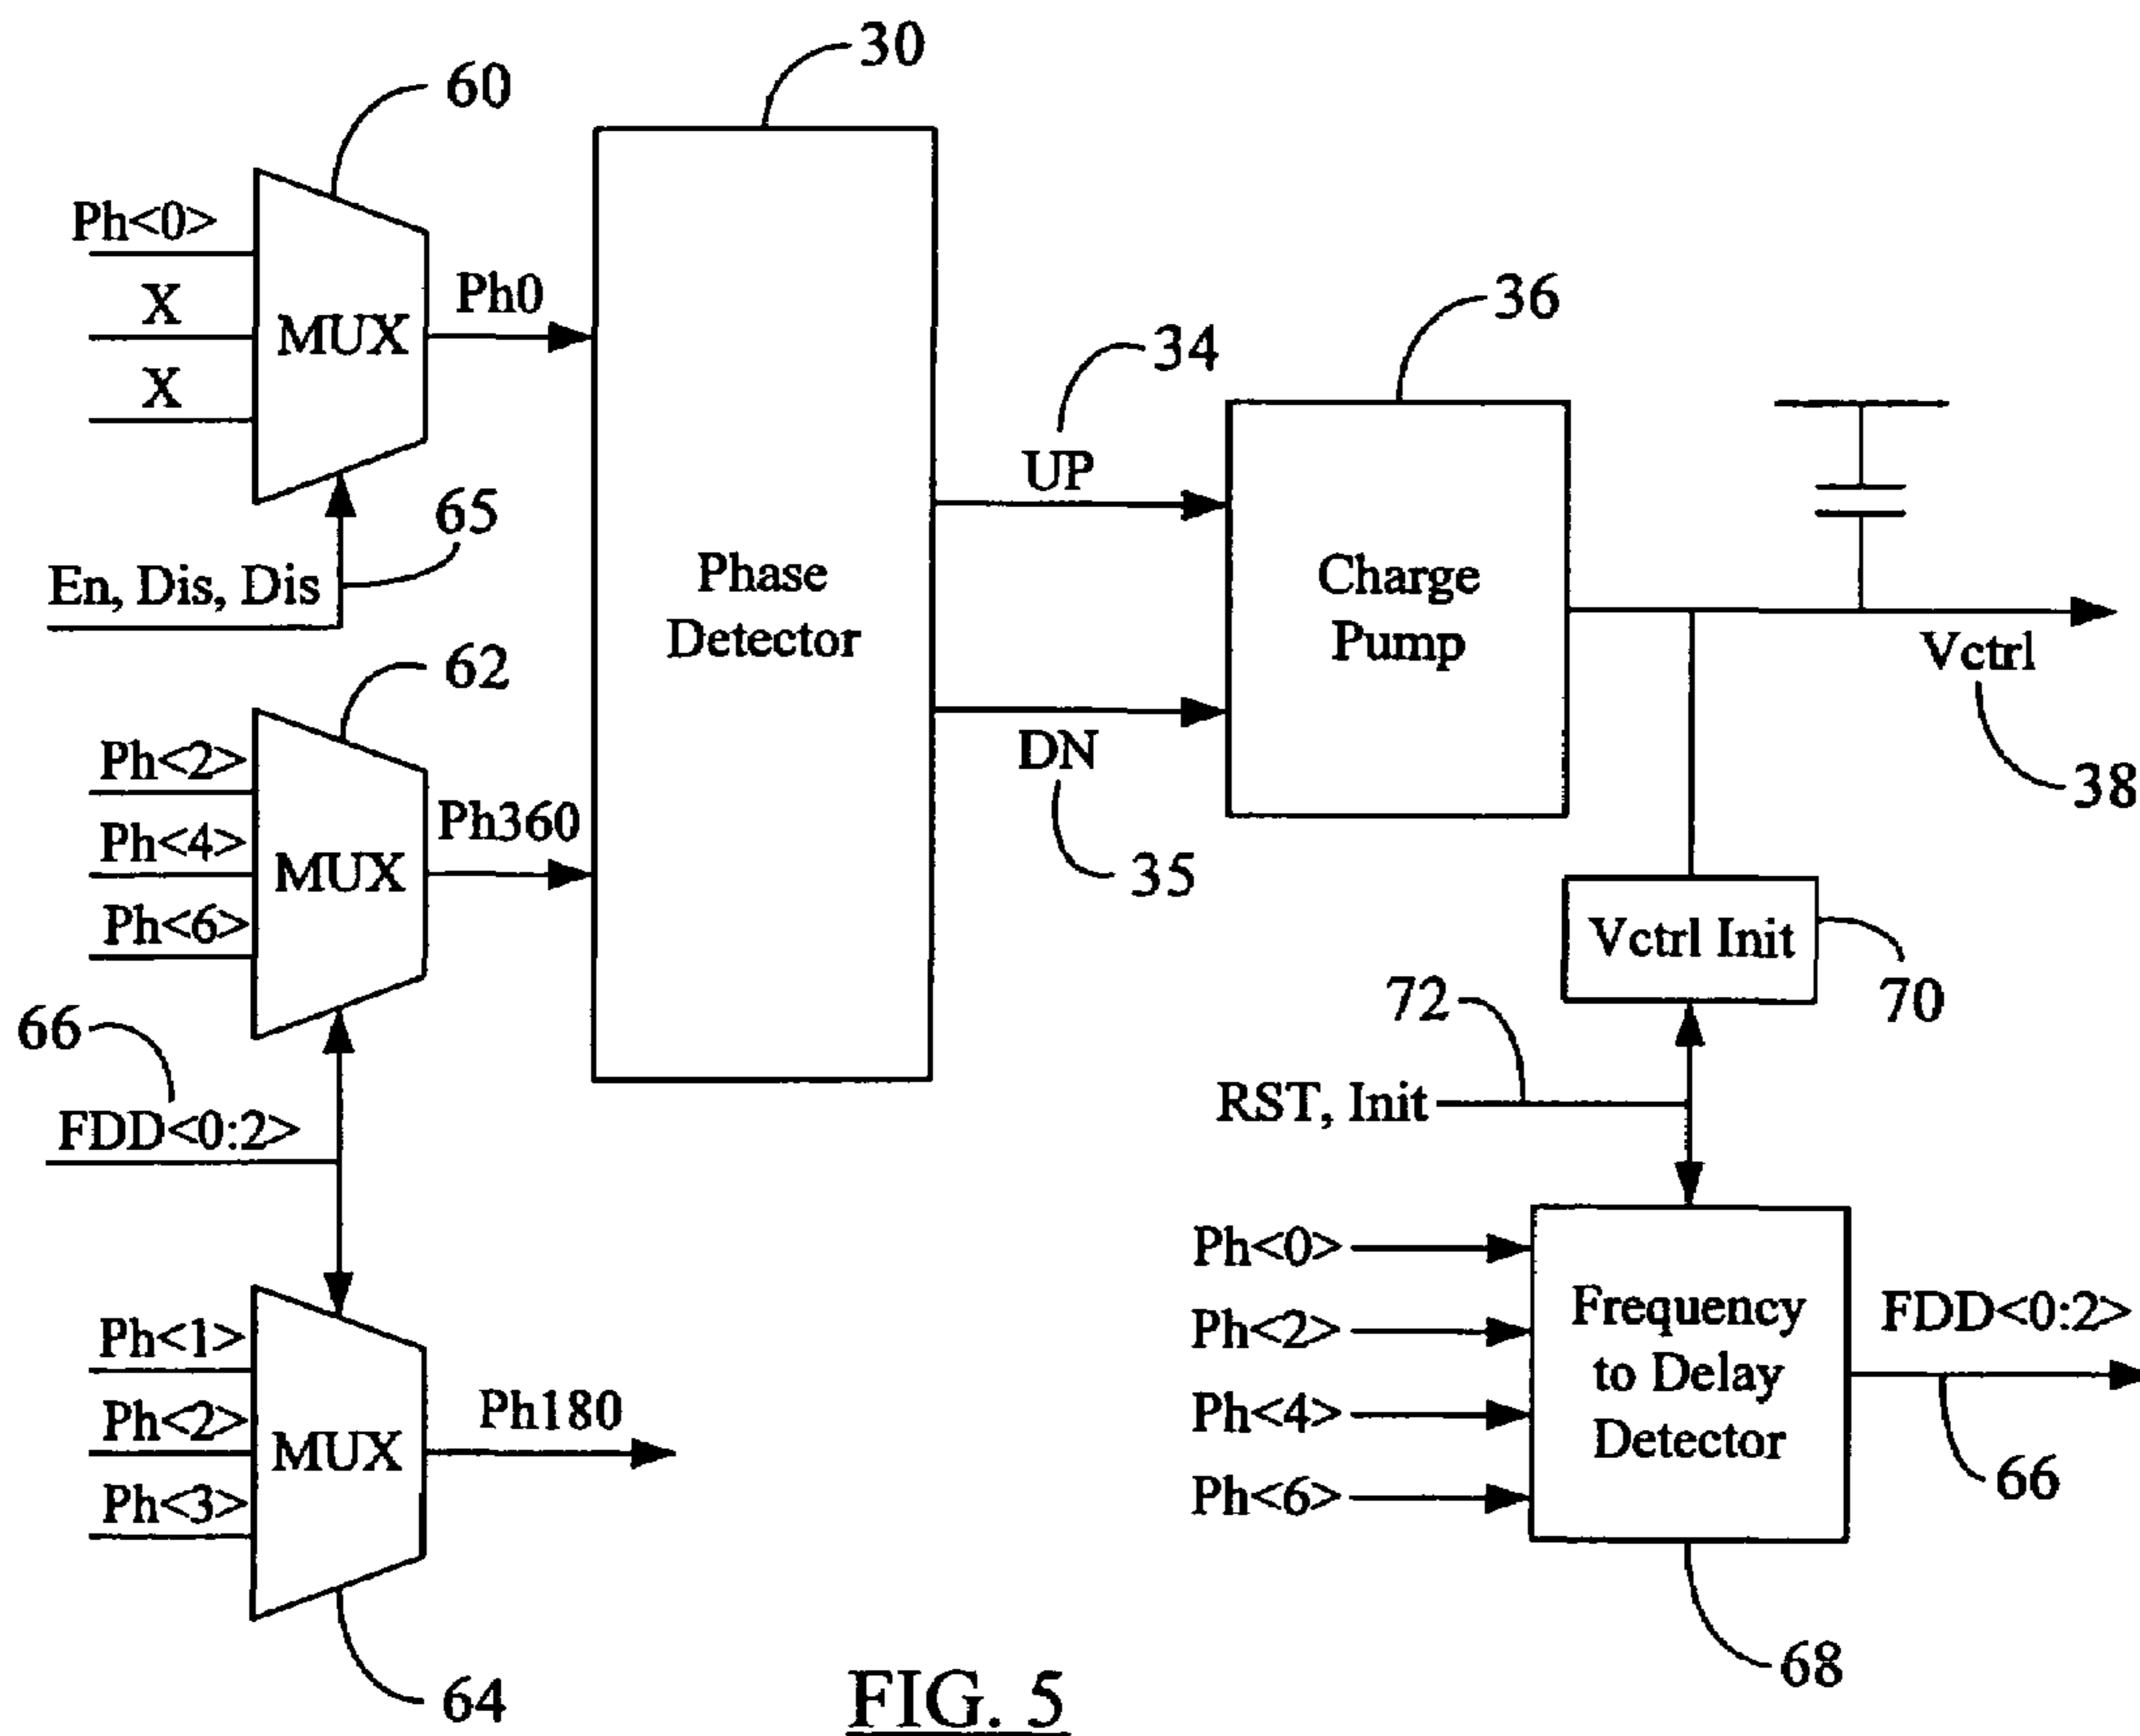 30
60
Ph<0>
X
X
MUX
Ph0
65
En, Dis, Dis
Phase
Detector
34
UP
DN
35
36
Charge
Pump
Vctrl
38
62
Ph<2>
Ph<4>
Ph<6>
MUX
Ph360
66
FDD<0:2>
Vctrl Init
70
72
RST, Init
Ph<1>
Ph<2>
Ph<3>
MUX
Ph180
64
Ph<0>
Ph<2>
Ph<4>
Ph<6>
Frequency
to Delay
Detector
FDD<0:2>
66
68
FIG. 5